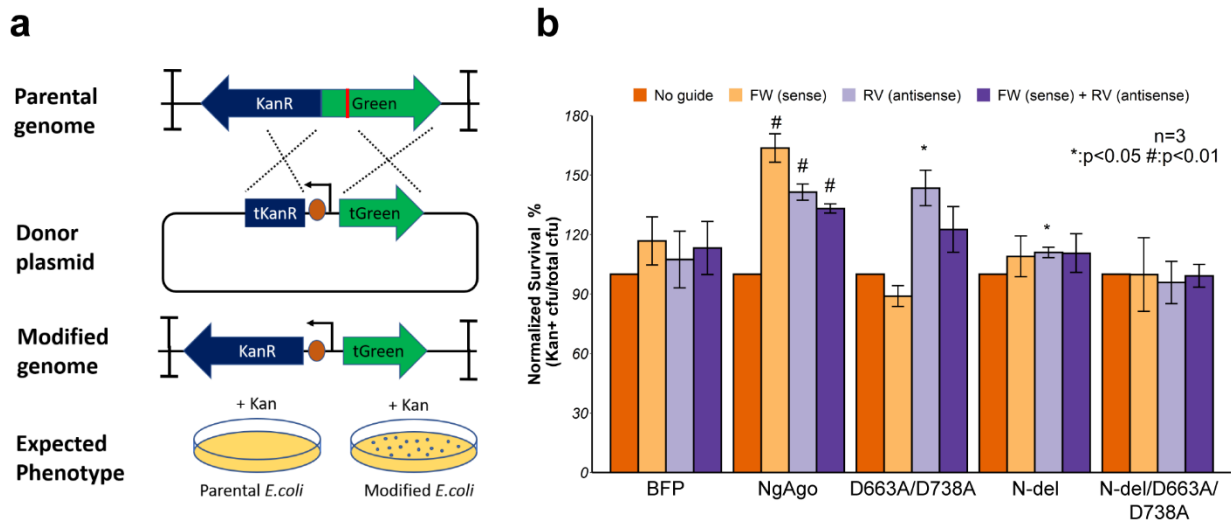 a
Parental
genome
KanR
Green
tKanR
tGreen
Donor
plasmid
Modified
genome
KanR
tGreen
+ Kan
+ Kan
Expected
Phenotype
Parental E.coli
Modified E.coli
b
No guide
FW (sense)
RV (antisense)
FW (sense) + RV (antisense)
n=3
*:p<0.05 #:p<0.01
Normalized Survival %
(Kan+ cfu/total cfu)
180
150
120
90
60
30
0
#
#
#
*
*
BFP
NgAgo
D663A/D738A
N-del
N-del/D663A/
D738A